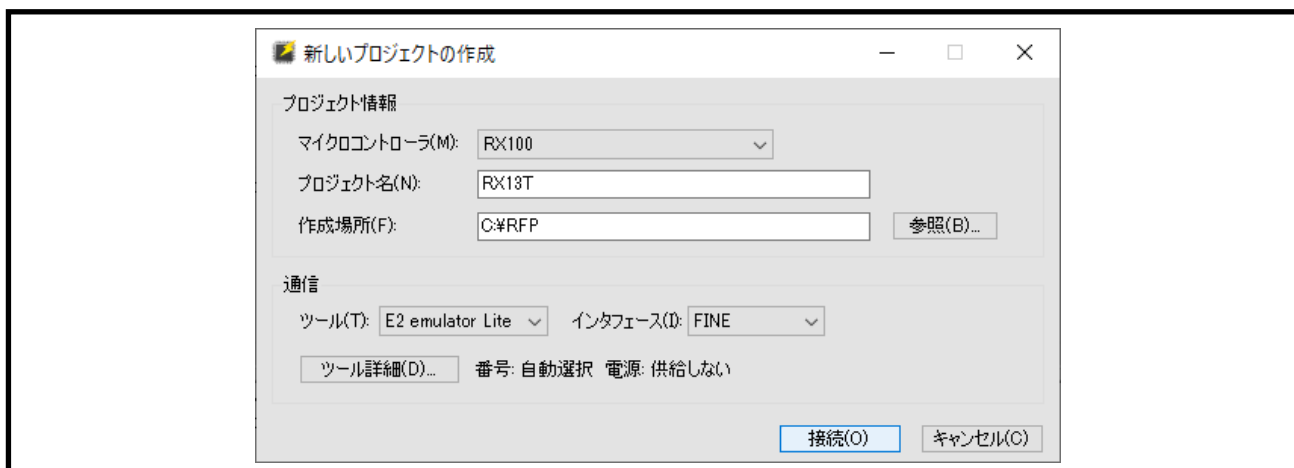 新しいプロジェクトの作成
プロジェクト情報
マイクロコントローラ(M): RX100
プロジェクト名(N): RX13T
作成場所(F): C:¥RFP 参照(B)...
通信
ツール(T): E2 emulator Lite インタフェース(I): FINE
ツール詳細(D)... 番号: 自動選択 電源: 供給しない
接続(O) キャンセル(C)